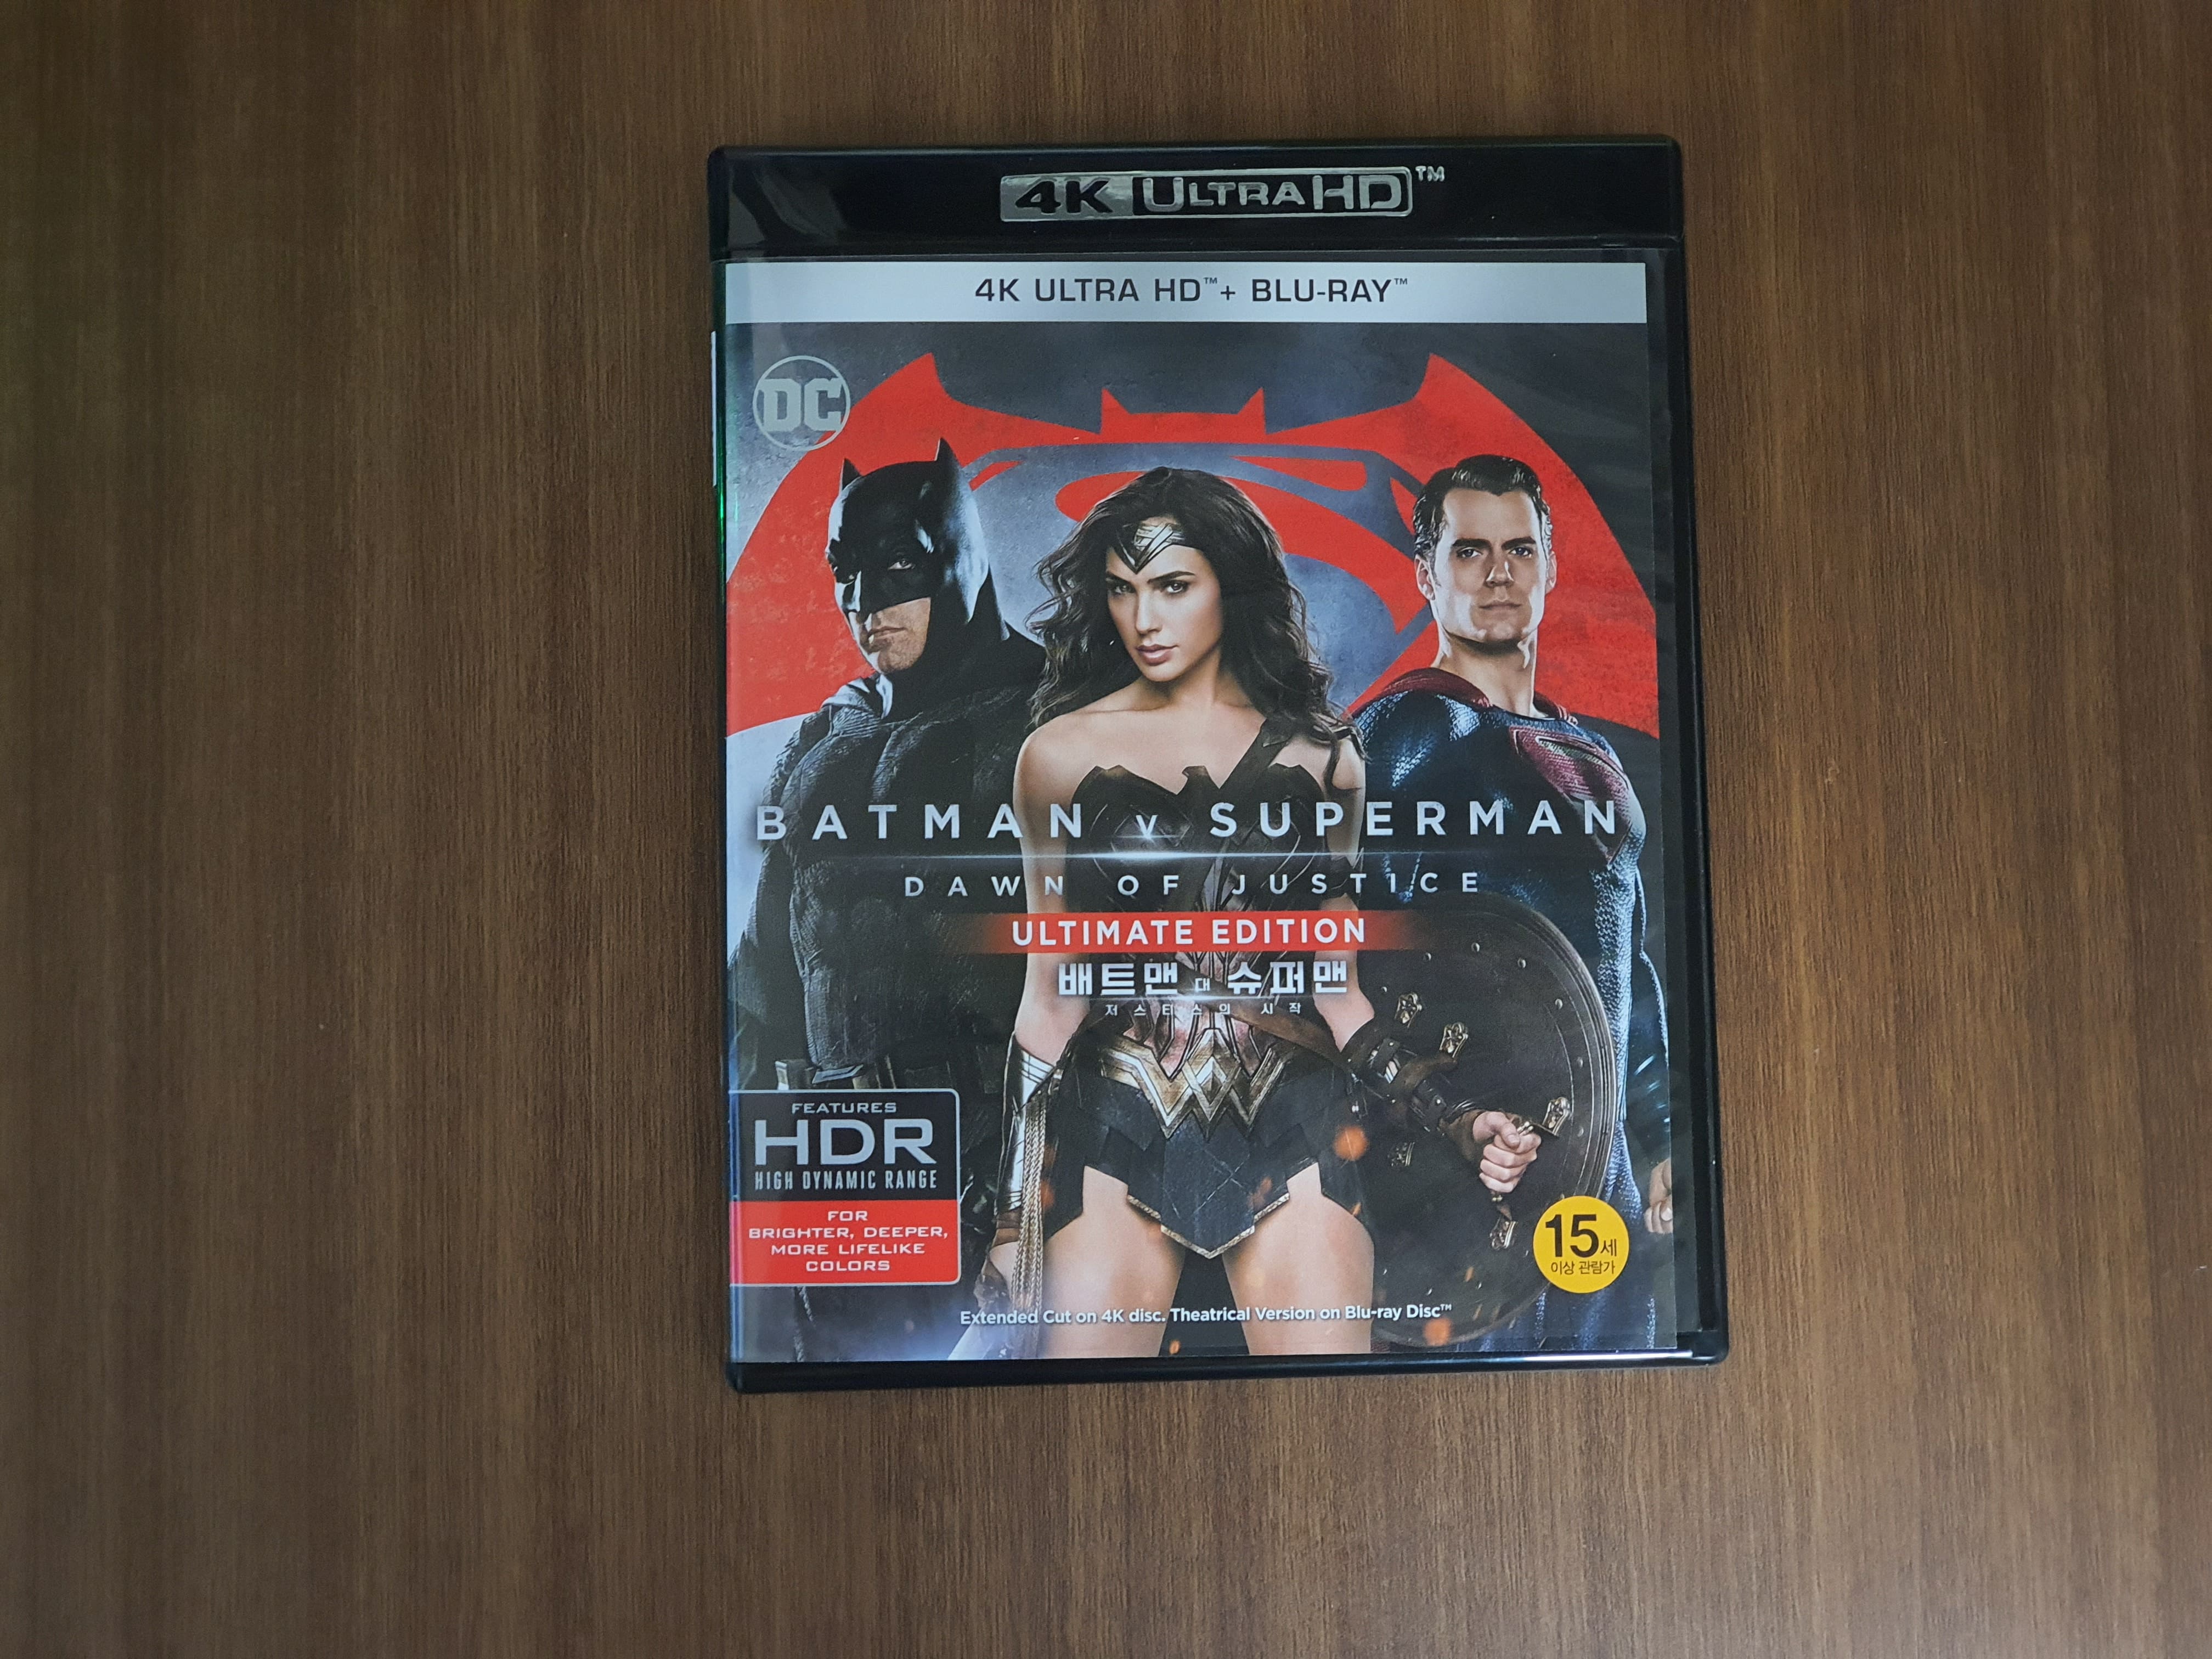 4K ULTRA HD™
4K ULTRA HD™ + BLU-RAY™
DC
BATMAN v SUPERMAN
DAWN OF JUSTICE
ULTIMATE EDITION
배트맨 대 슈퍼맨
저스티스의 시작
FEATURES
HDR
HIGH DYNAMIC RANGE
FOR
BRIGHTER, DEEPER,
MORE LIFELIKE
COLORS
15세
이상 관람가
Extended Cut on 4K disc. Theatrical Version on Blu-ray Disc™